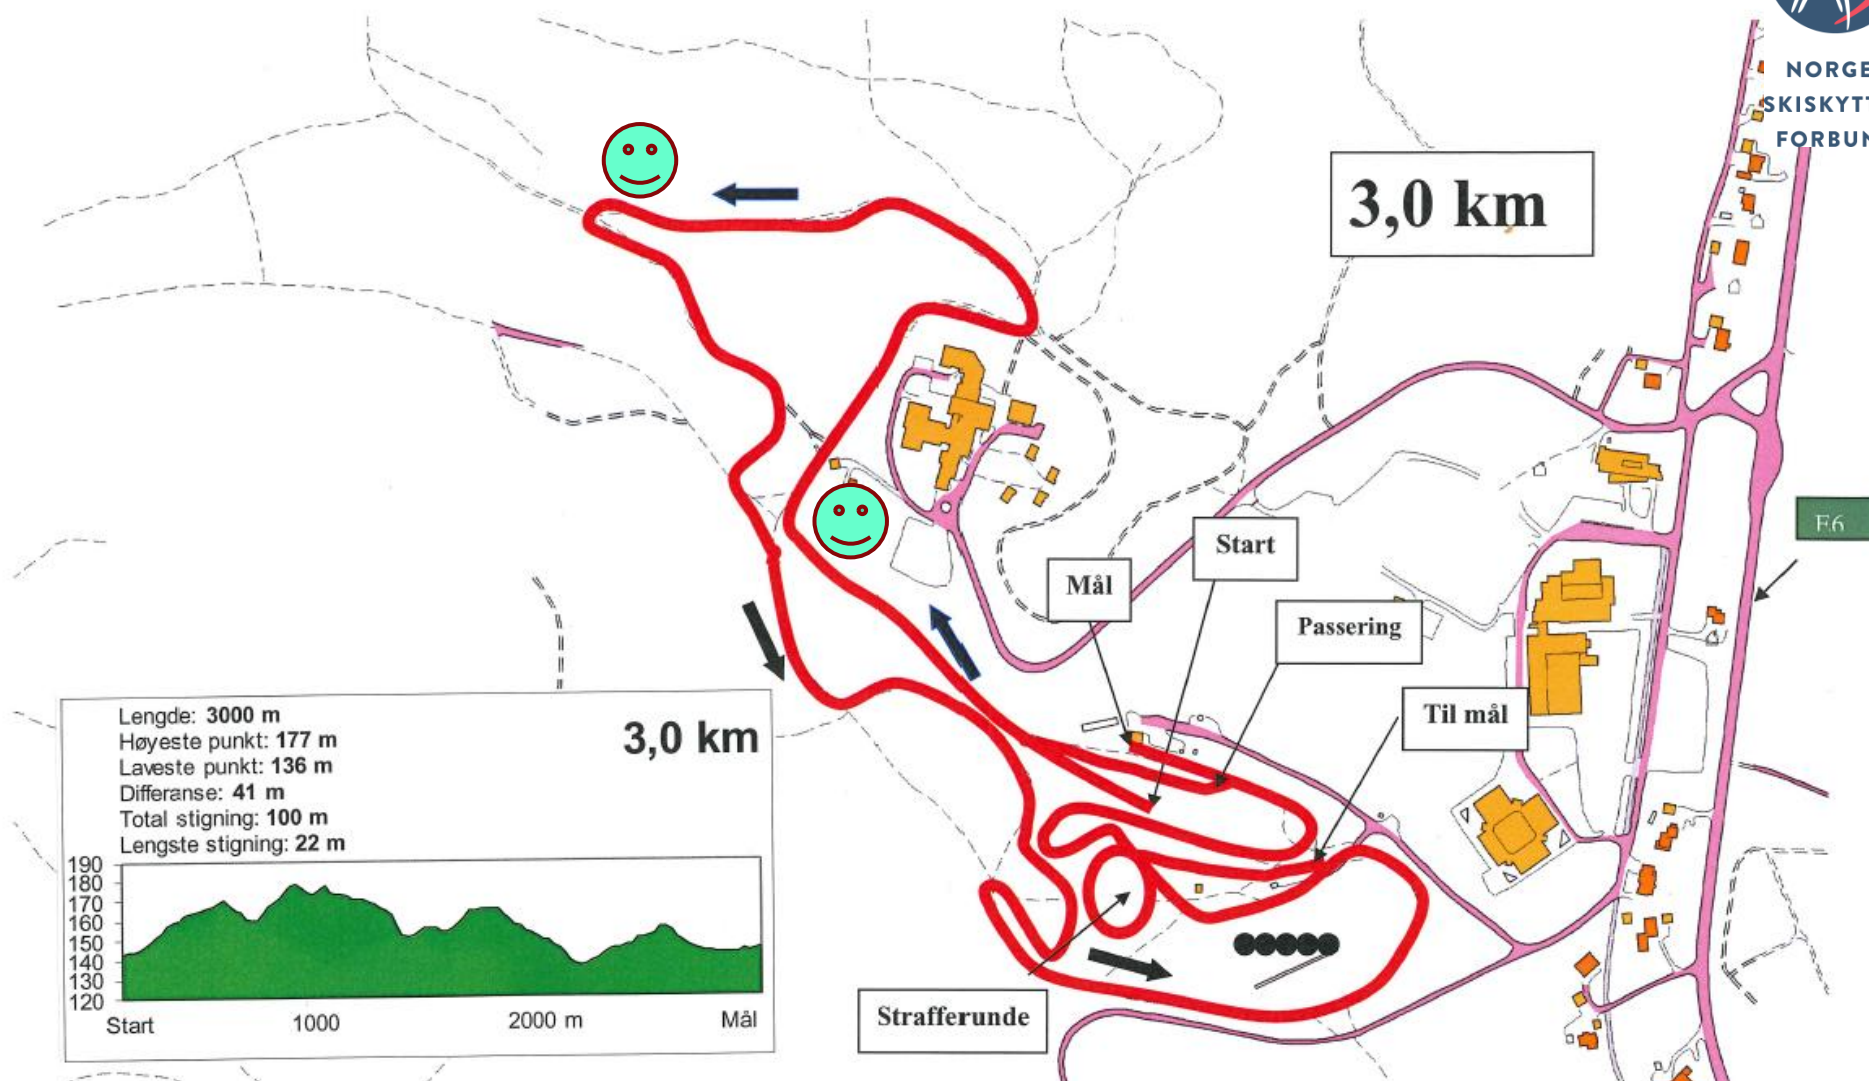 NORGE
SKISKYTT
FORBUN
3,0 km
E6
Start
Mål
Passering
Til mål
Strafferunde
Lengde: 3000 m
Høyeste punkt: 177 m
Laveste punkt: 136 m
Differanse: 41 m
Total stigning: 100 m
Lengste stigning: 22 m
3,0 km
190
180
170
160
150
140
130
120
Start 1000 2000 m Mål